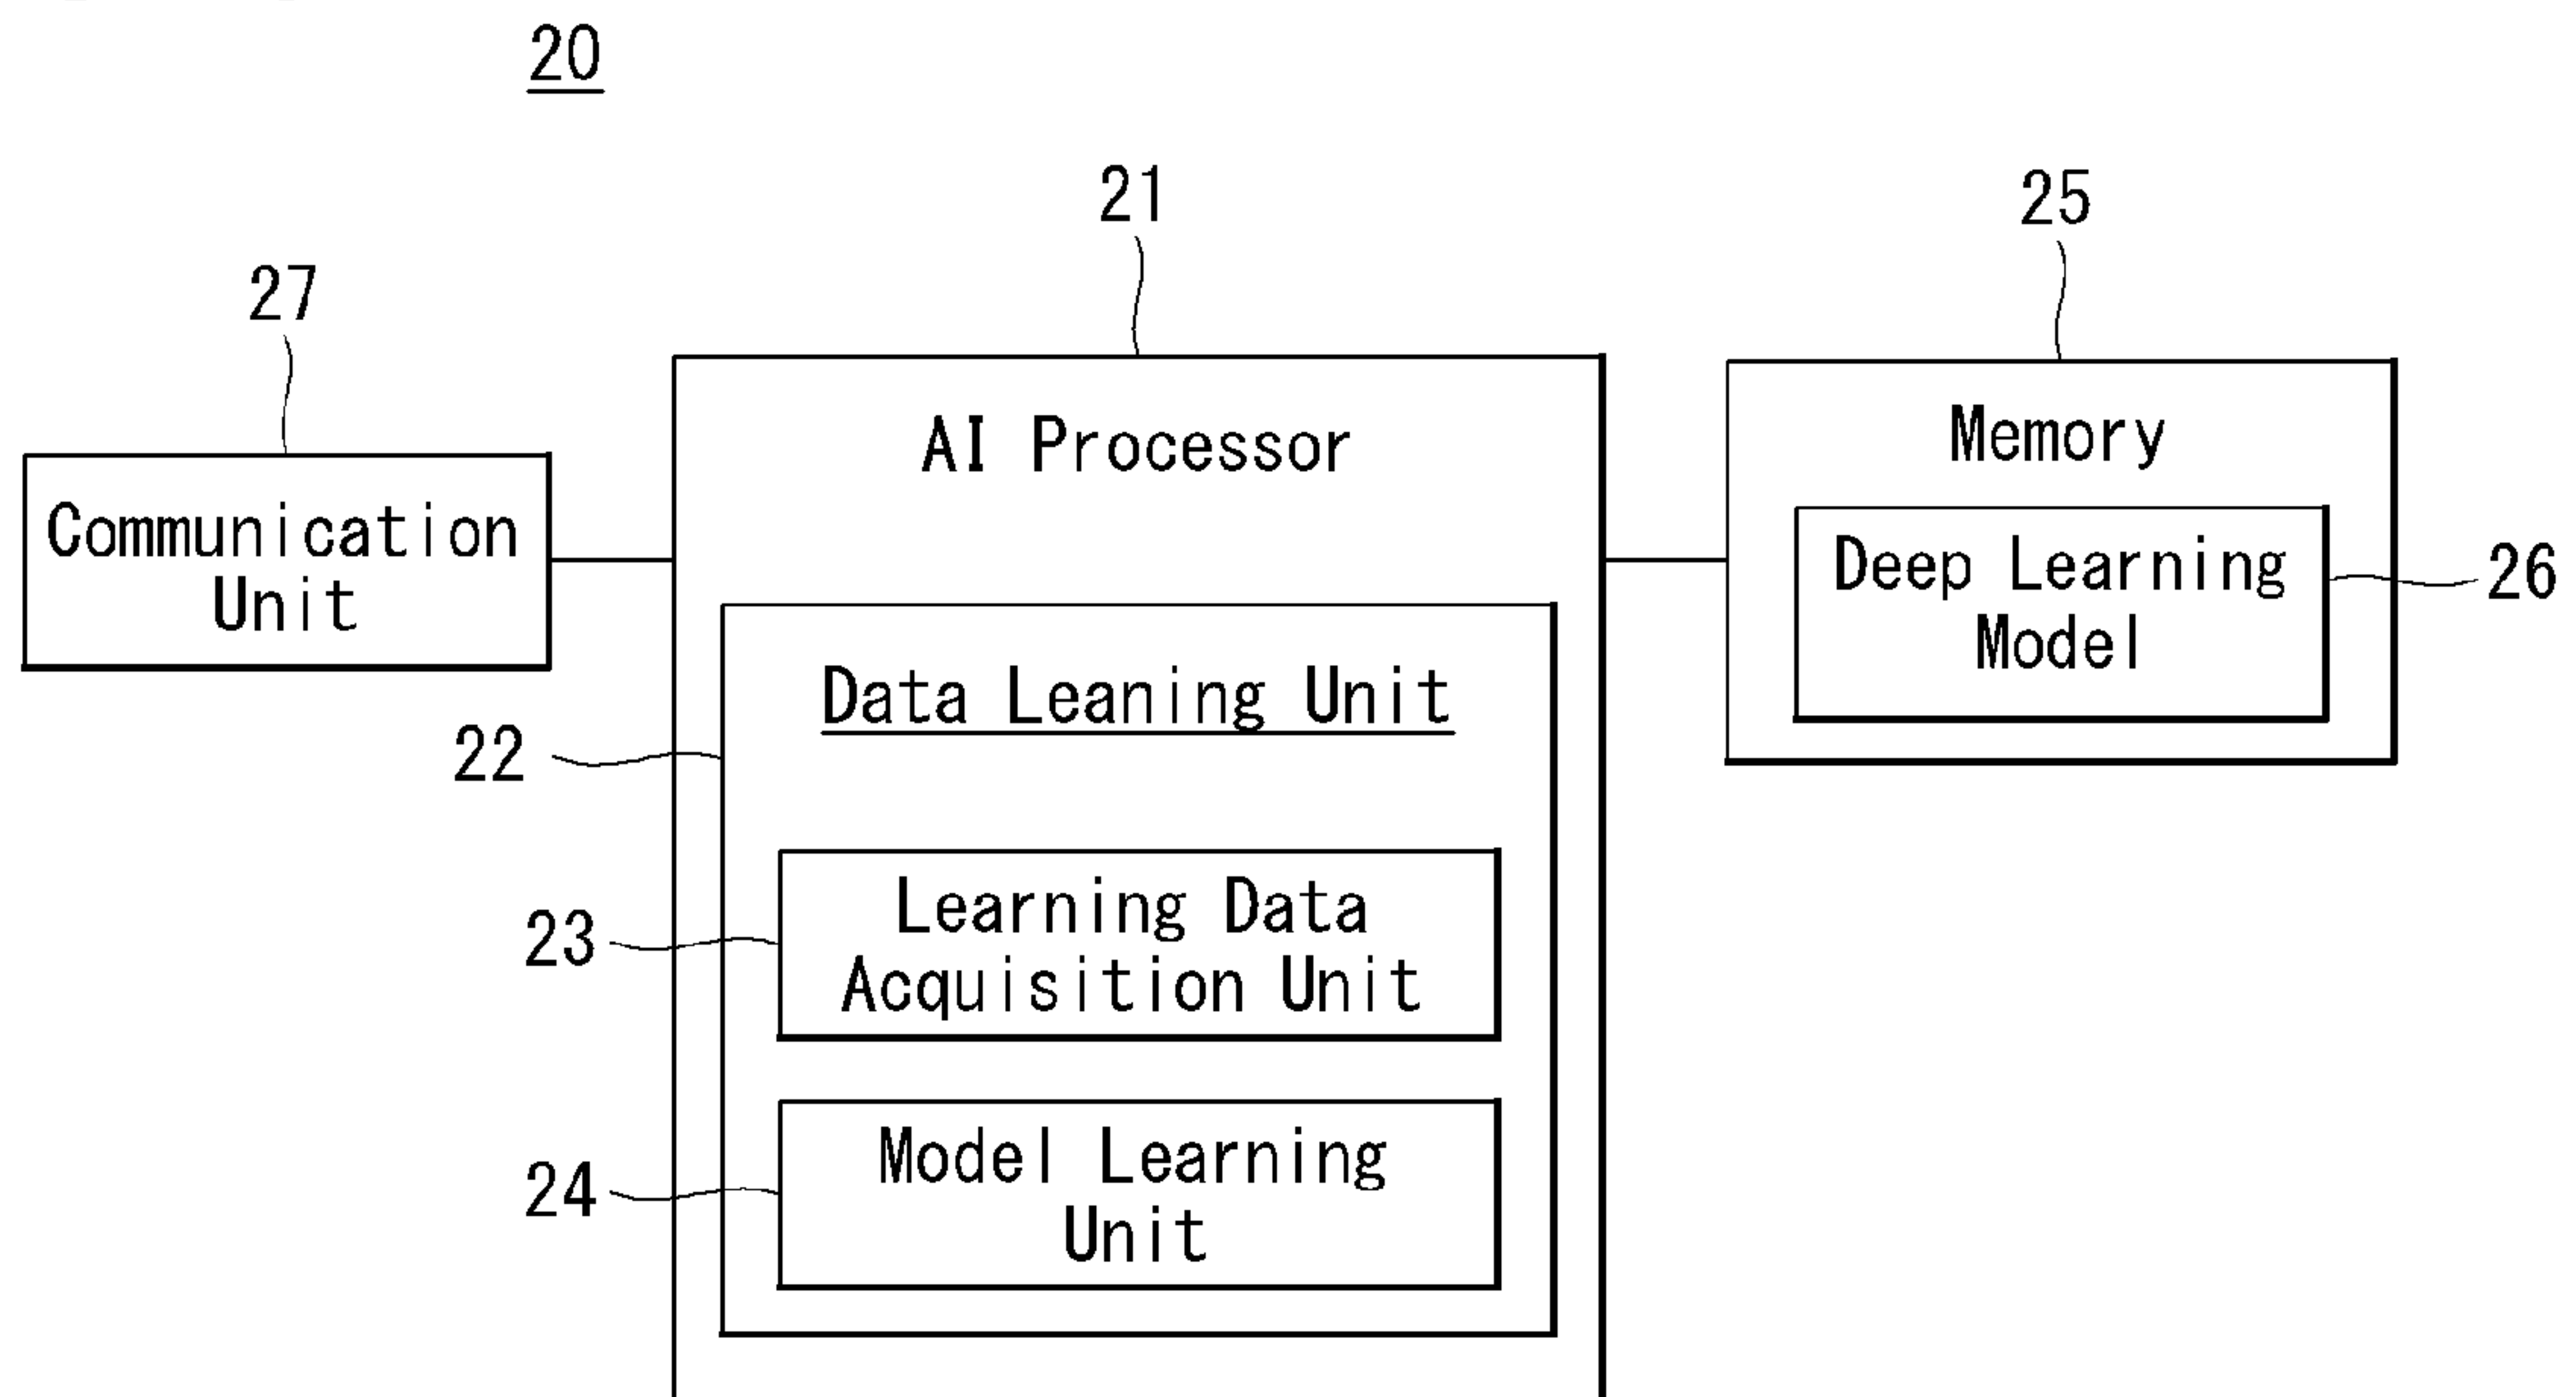 20
21
25
27
AI Processor
Memory
Communication
Unit
Deep Learning
Model
26
Data Leaning Unit
22
Learning Data
Acquisition Unit
23
Model Learning
Unit
24